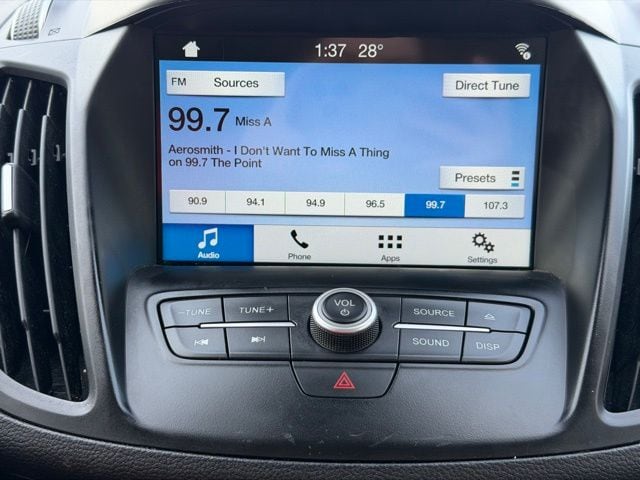 1:37 28°
FM Sources
Direct Tune
99.7 Miss A
Aerosmith - I Don't Want To Miss A Thing
on 99.7 The Point
Presets
90.9 94.1 94.9 96.5 99.7 107.3
Audio Phone Apps Settings
-TUNE TUNE+ VOL SOURCE
SOUND DISP